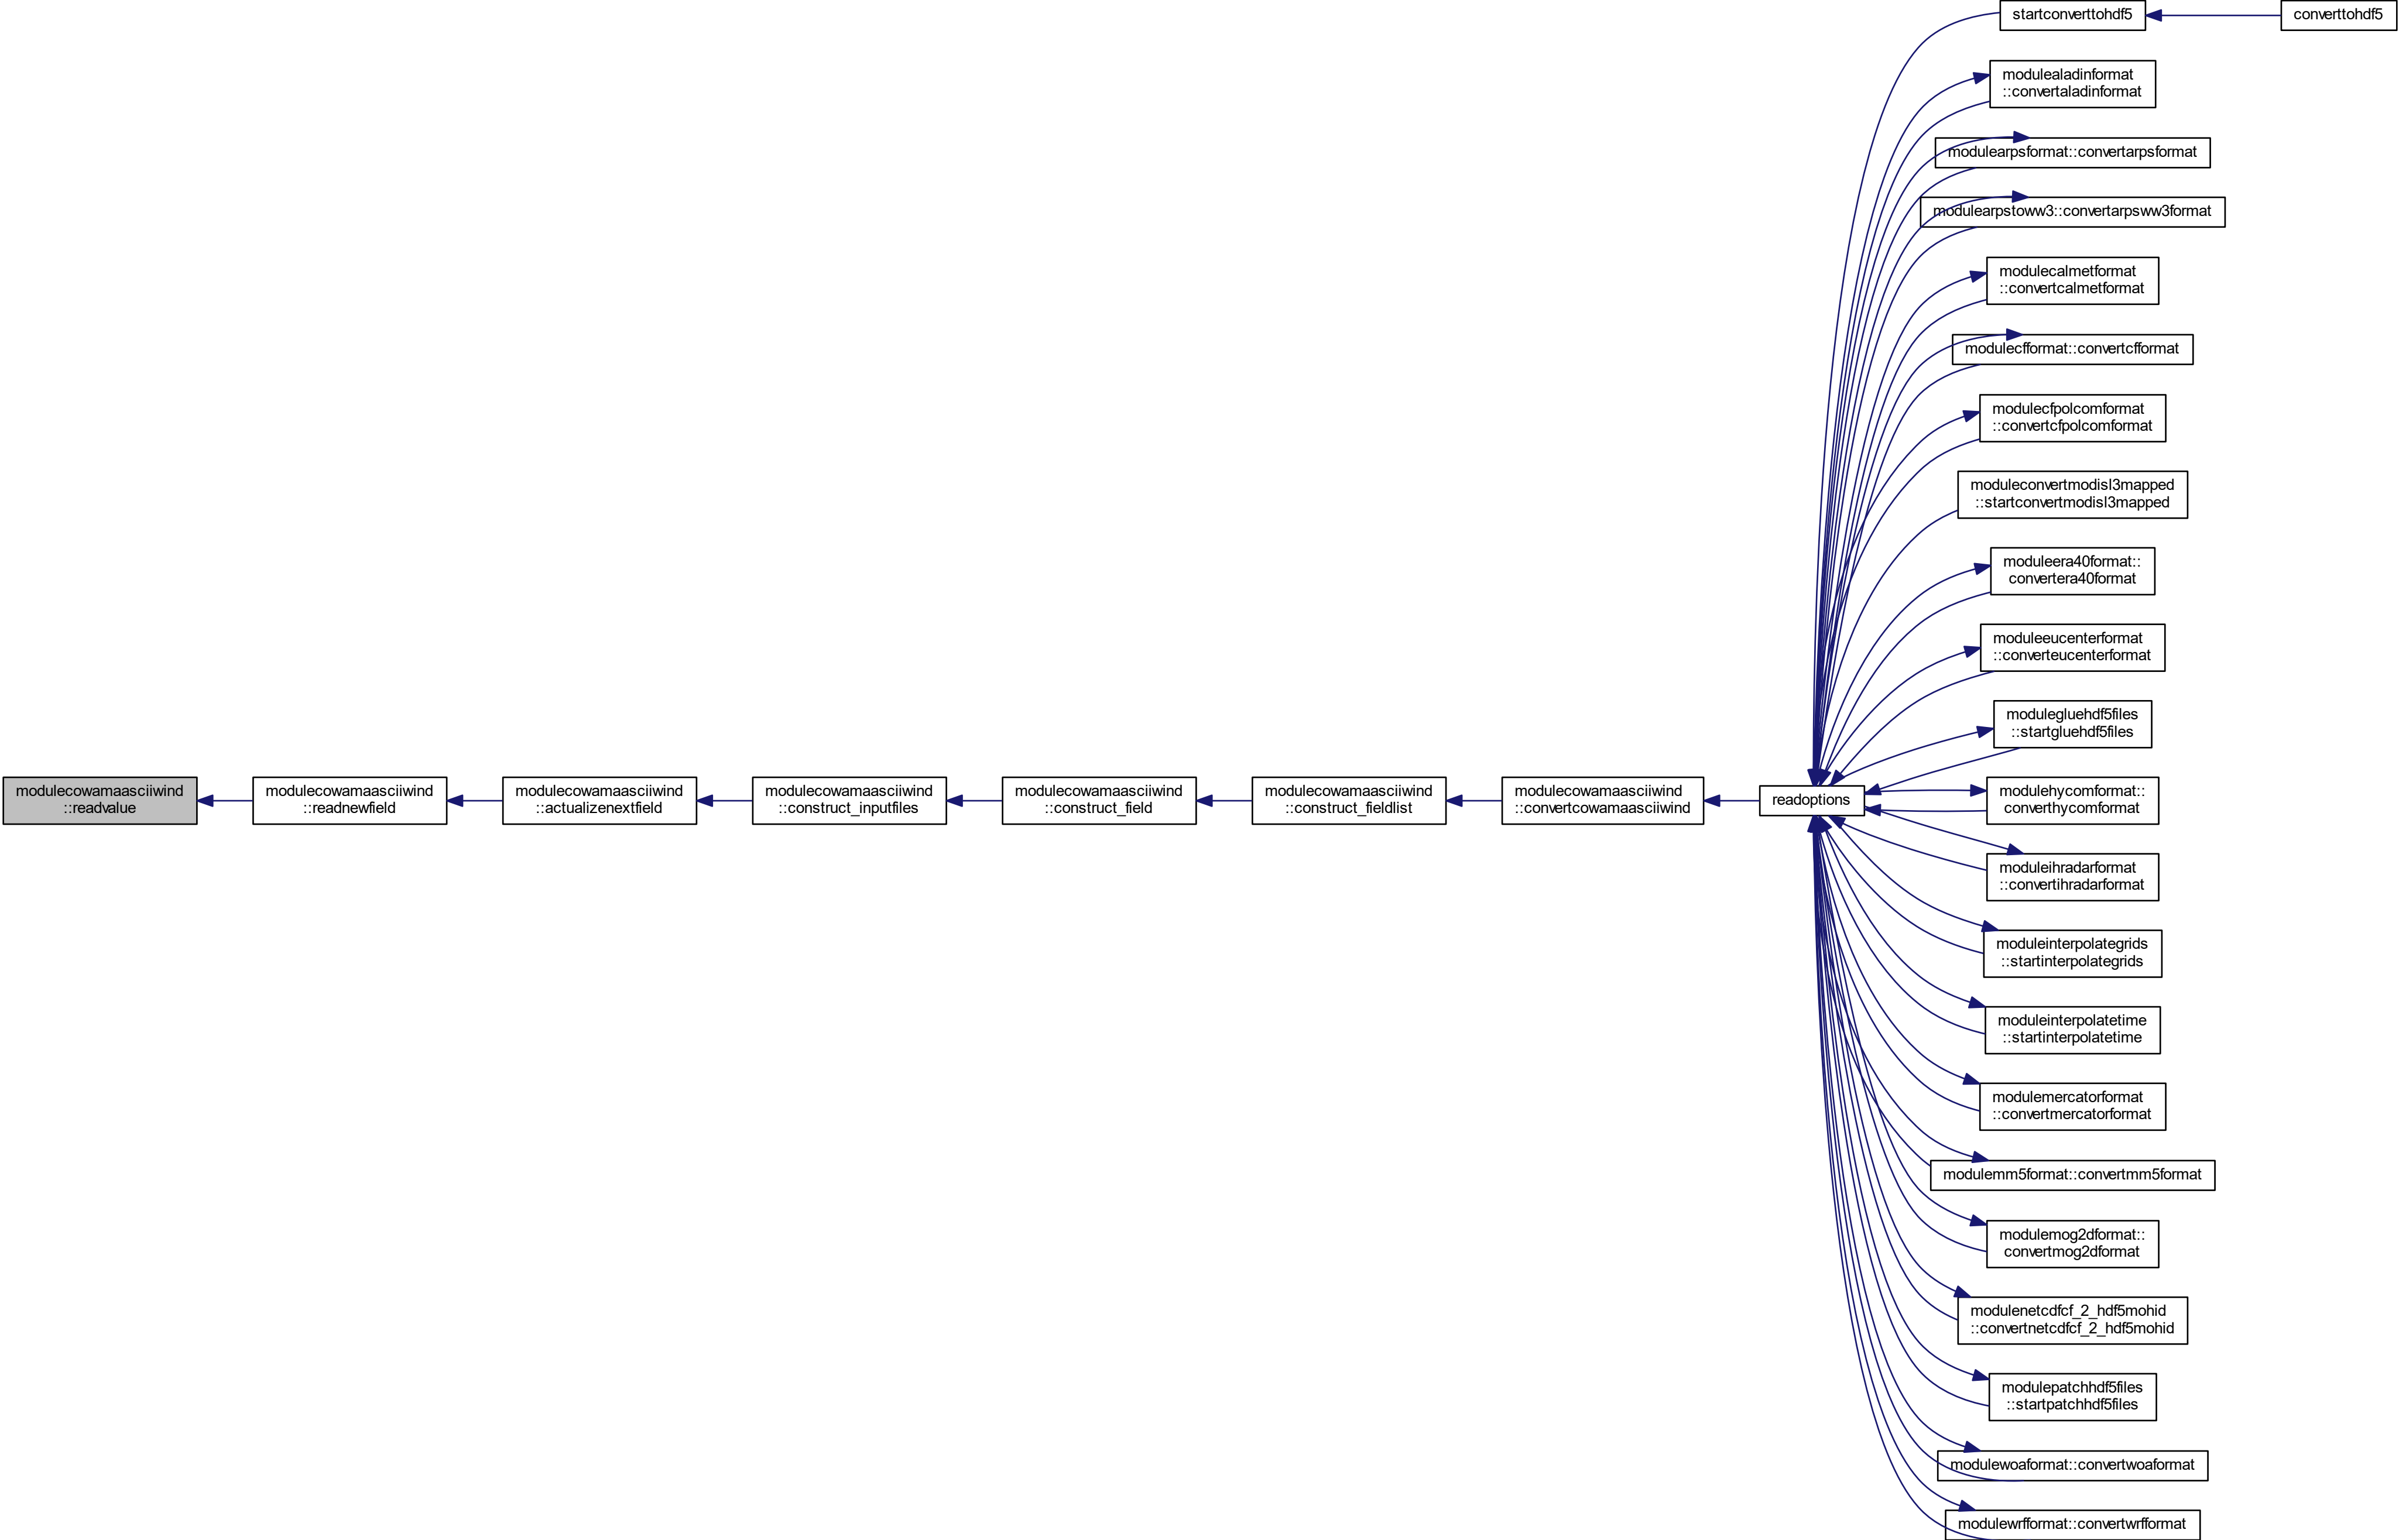 startconverttohdf5
converttohdf5
modulealadinformat
::convertaladinformat
modulearpsformat::convertarpsformat
modulearpstoww3::convertarpsww3format
modulecalmetformat
::convertcalmetformat
modulecfformat::convertcfformat
modulecfpolcomformat
::convertcfpolcomformat
moduleconvertmodisl3mapped
::startconvertmodisl3mapped
moduleera40format::
convertera40format
moduleeucenterformat
::converteucenterformat
modulegluehdf5files
::startgluehdf5files
modulecowamaasciiwind
::readvalue
modulecowamaasciiwind
::readnewfield
modulecowamaasciiwind
::actualizenextfield
modulecowamaasciiwind
::construct_inputfiles
modulecowamaasciiwind
::construct_field
modulecowamaasciiwind
::construct_fieldlist
modulecowamaasciiwind
::convertcowamaasciiwind
readoptions
modulehycomformat::
converthycomformat
moduleihradarformat
::convertihradarformat
moduleinterpolategrids
::startinterpolategrids
moduleinterpolatetime
::startinterpolatetime
modulemercatorformat
::convertmercatorformat
modulemm5format::convertmm5format
modulemog2dformat::
convertmog2dformat
modulenetcdfcf_2_hdf5mohid
::convertnetcdfcf_2_hdf5mohid
modulepatchhdf5files
::startpatchhdf5files
modulewoaformat::convertwoaformat
modulewrfformat::convertwrfformat